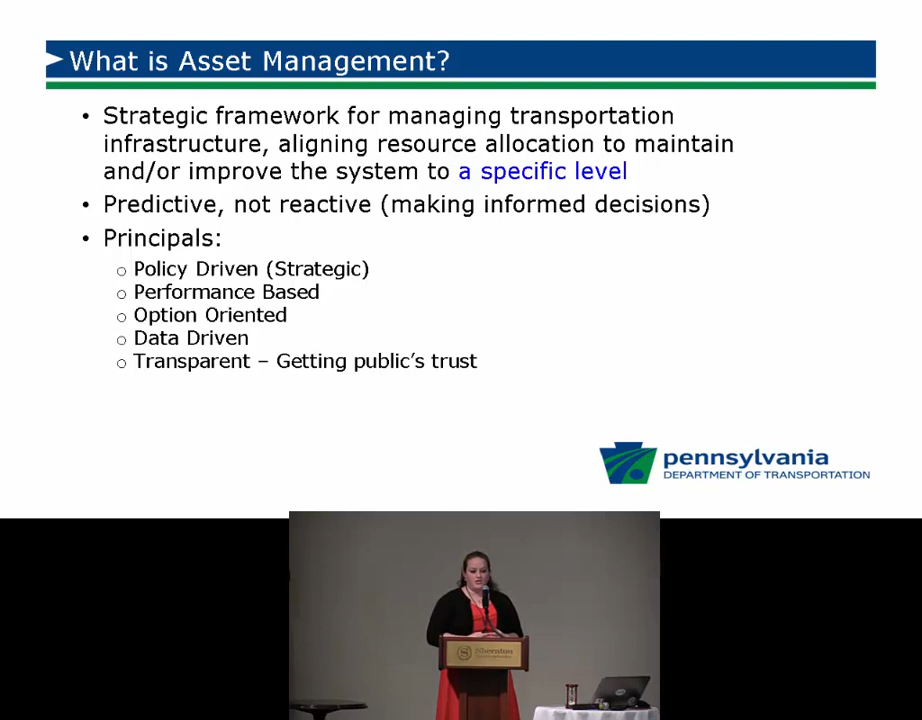 What is Asset Management?
• Strategic framework for managing transportation
infrastructure, aligning resource allocation to maintain
and/or improve the system to a specific level
• Predictive, not reactive (making informed decisions)
• Principals:
o Policy Driven (Strategic)
o Performance Based
o Option Oriented
o Data Driven
o Transparent – Getting public's trust
pennsylvania
DEPARTMENT OF TRANSPORTATION
Sheraton